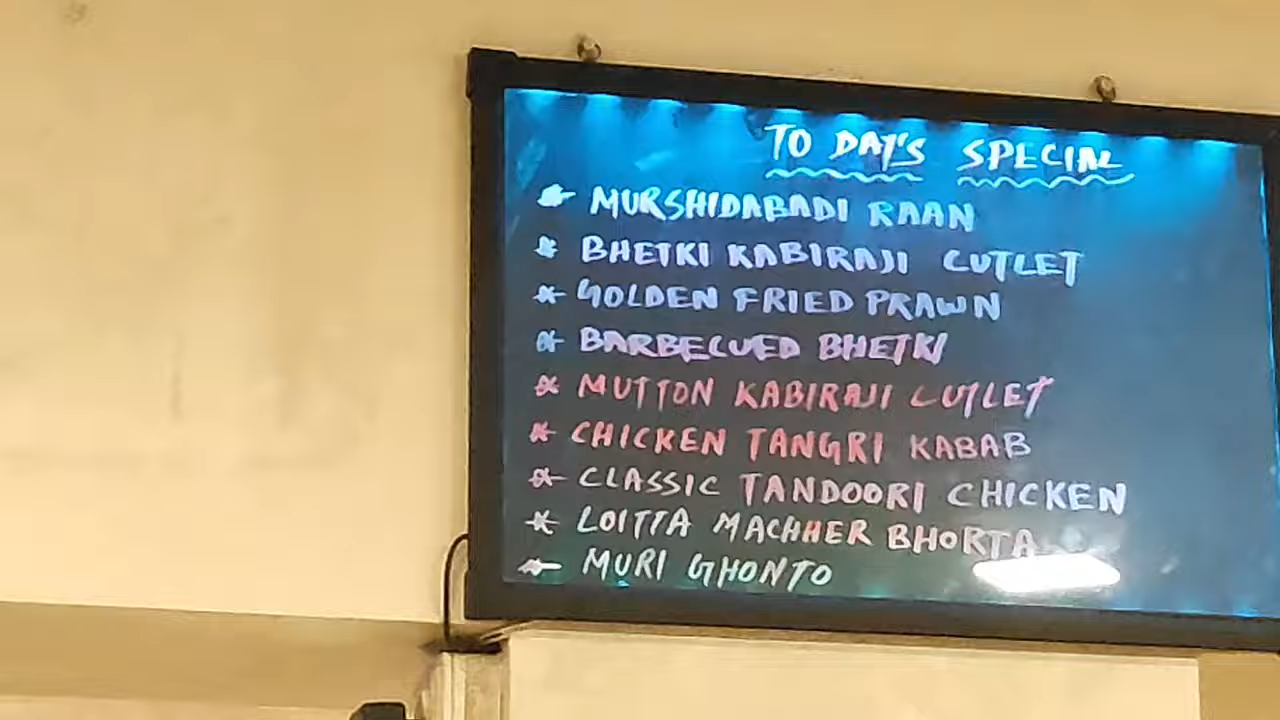 TO DAY'S SPECIAL
* MURSHIDABADI RAAN
* BHETKI KABIRAJI CUTLET
* GOLDEN FRIED PRAWN
* BARBECUED BHETKI
* MUTTON KABIRAJI CUTLET
* CHICKEN TANGRI KABAB
* CLASSIC TANDOORI CHICKEN
* LOITTA MACHHER BHORTA
* MURI GHONTO